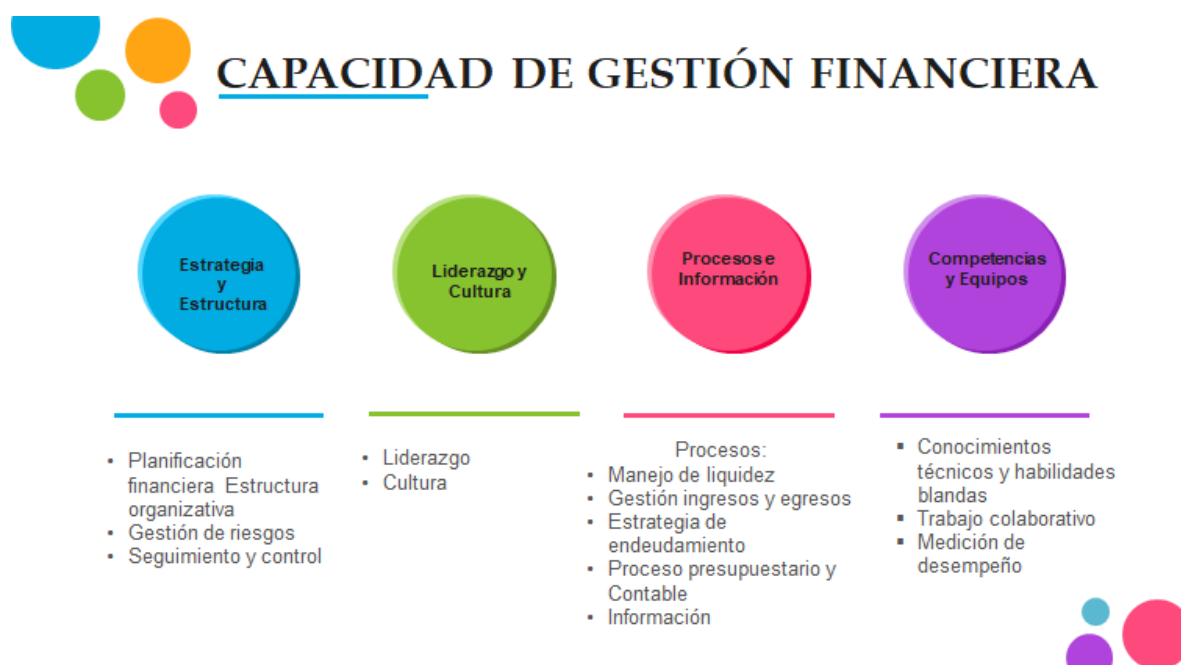 CAPACIDAD DE GESTIÓN FINANCIERA
Estrategia
y
Estructura
Liderazgo y
Cultura
Procesos e
Información
Competencias
y Equipos
• Planificación
financiera Estructura
organizativa
• Gestión de riesgos
• Seguimiento y control
• Liderazgo
• Cultura
Procesos:
• Manejo de liquidez
• Gestión ingresos y egresos
• Estrategia de
endeudamiento
• Proceso presupuestario y
Contable
• Información
▪ Conocimientos
técnicos y habilidades
blandas
▪ Trabajo colaborativo
▪ Medición de
desempeño